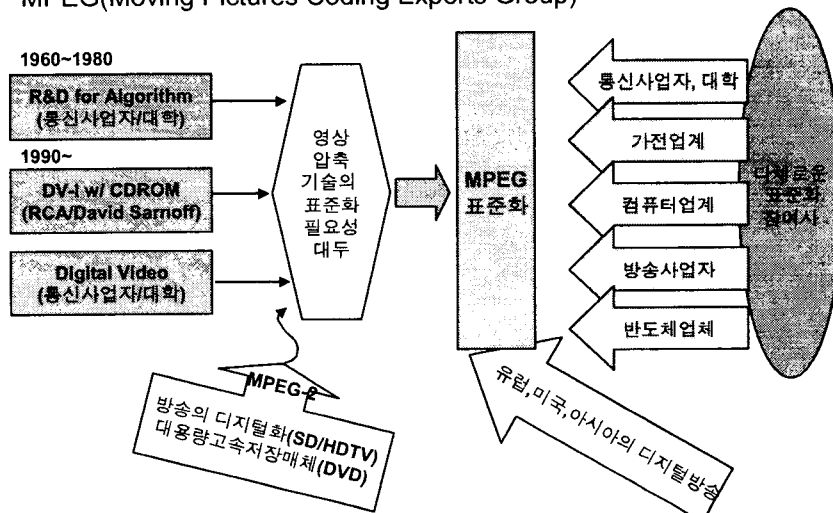 MPEG(Moving Pictures Coding Experts Group)
1960~1980
R&D for Algorithm
(통신사업자/대학)
1990~
DV-I w/ CDROM
(RCA/David Sarnoff)
Digital Video
(통신사업자/대학)
영상
압축
기술의
표준화
필요성
대두
MPEG
표준화
통신사업자, 대학
가전업계
컴퓨터업계
방송사업자
반도체업체
다채로운
표준화
참여사
MPEG-2
방송의 디지털화(SD/HDTV)
대용량고속저장매체(DVD)
유럽,미국,아시아의 디지털방송